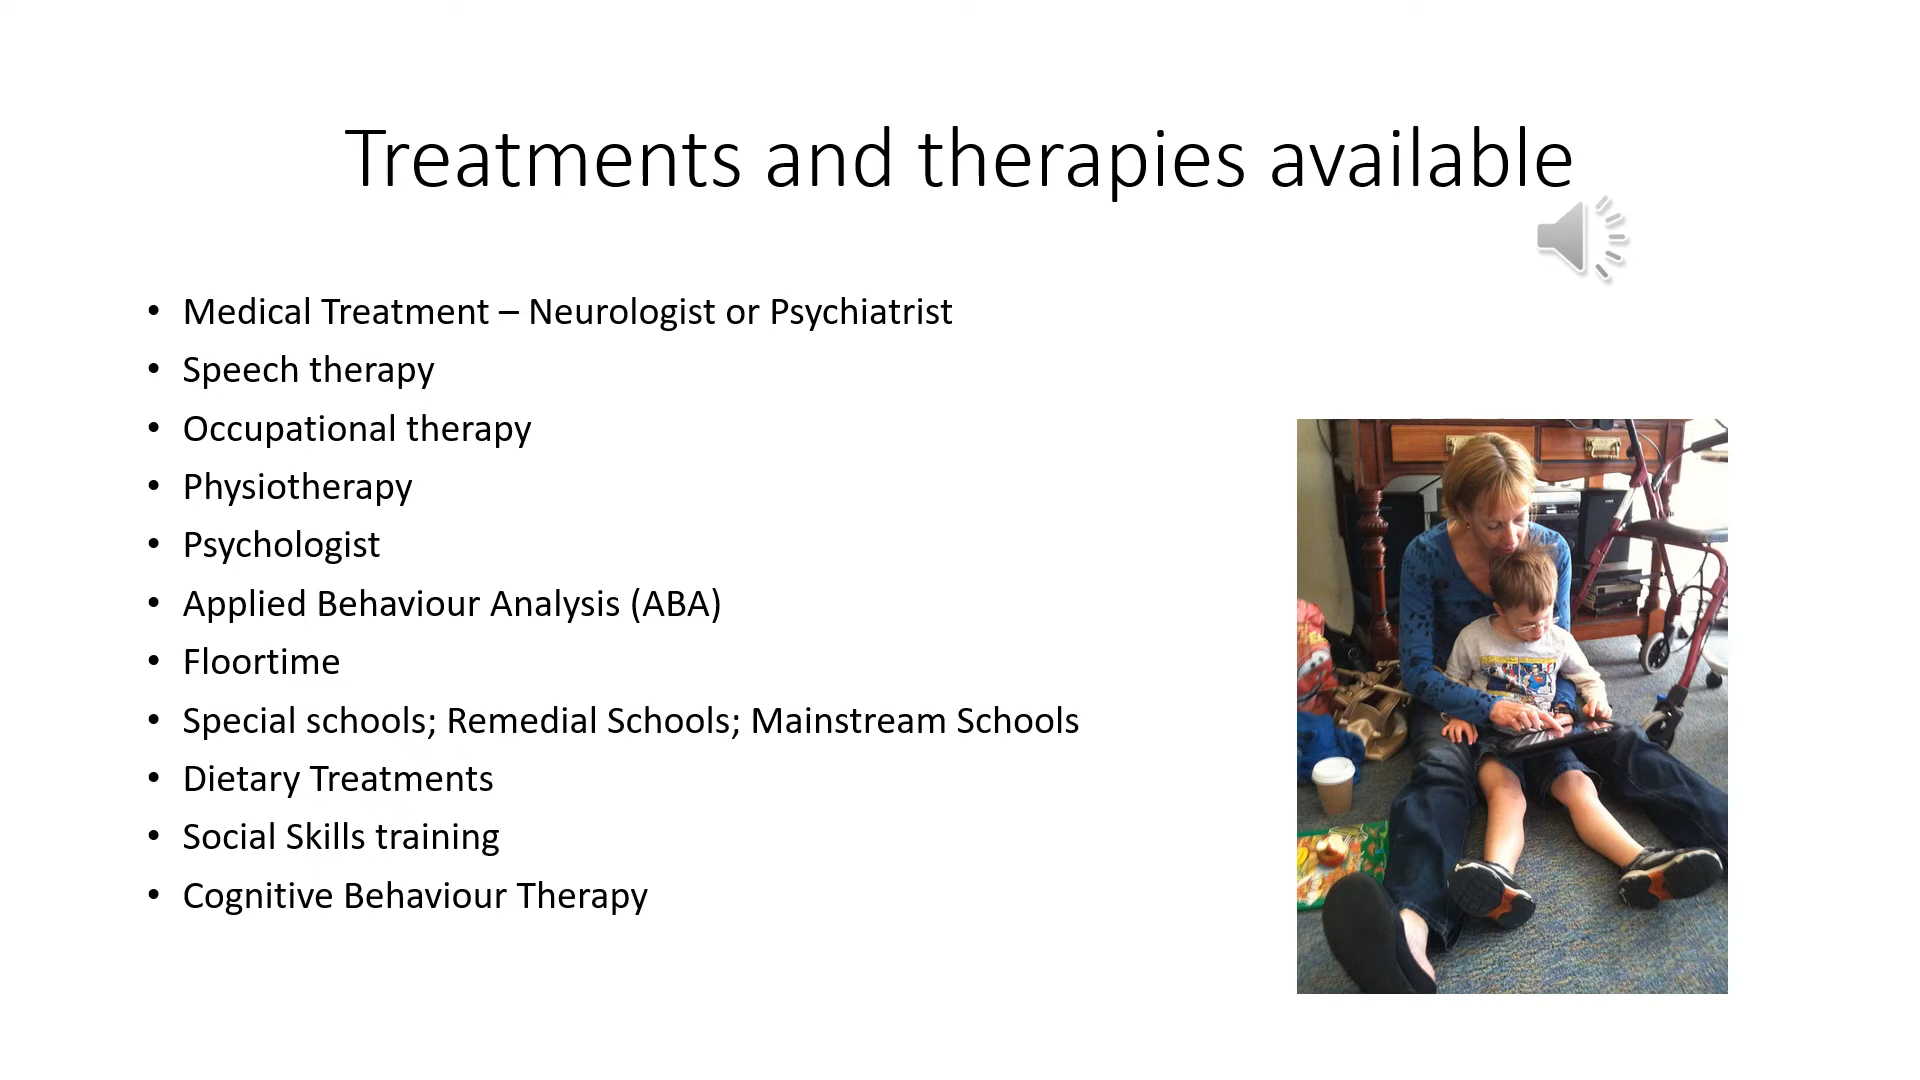 Treatments and therapies available
• Medical Treatment – Neurologist or Psychiatrist
• Speech therapy
• Occupational therapy
• Physiotherapy
• Psychologist
• Applied Behaviour Analysis (ABA)
• Floortime
• Special schools; Remedial Schools; Mainstream Schools
• Dietary Treatments
• Social Skills training
• Cognitive Behaviour Therapy